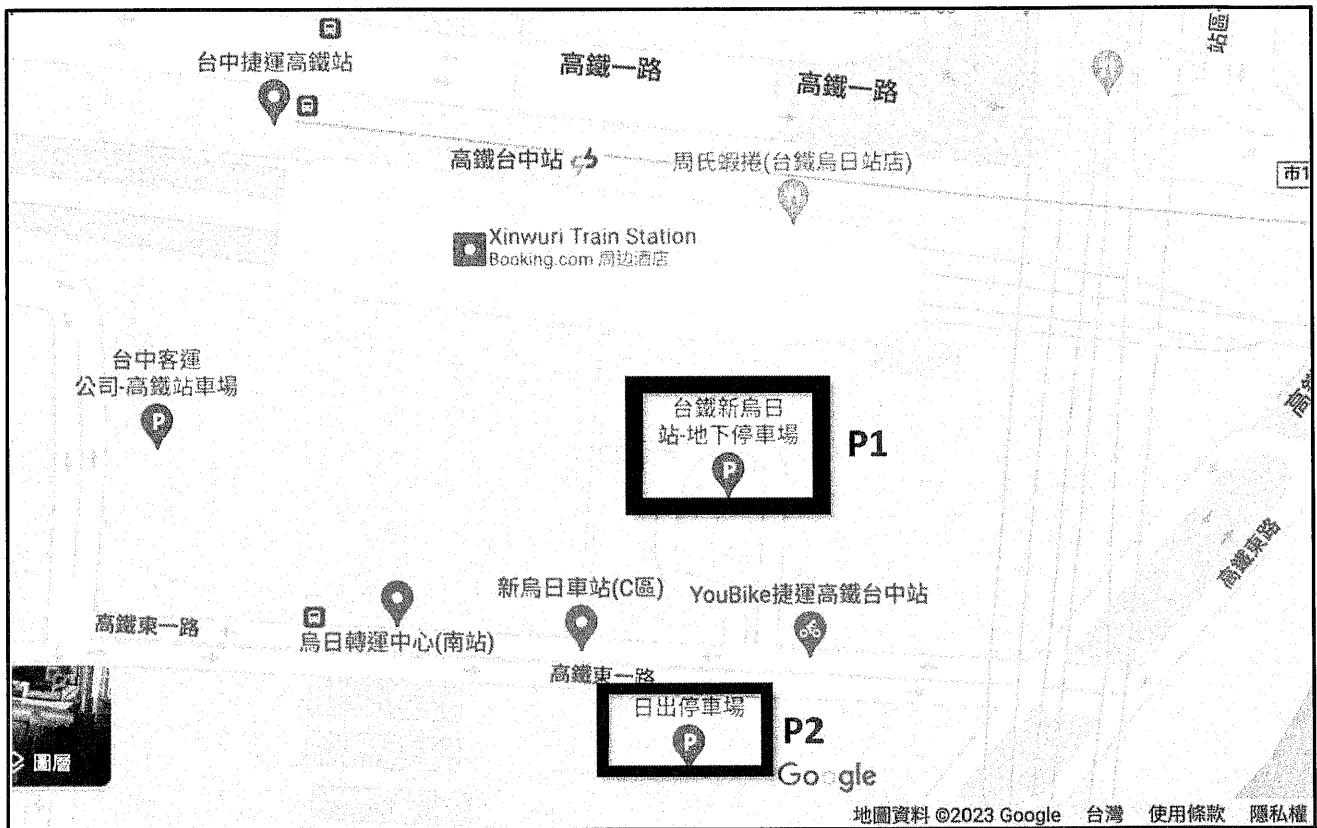 台中捷運高鐵站
高鐵一路
高鐵一路
站區
高鐵台中站
周氏蝦捲(台鐵烏日站店)
市1
Xinwuri Train Station
Booking.com 周边酒店
台中客運
公司-高鐵站車場
P
台鐵新烏日
站-地下停車場
P
P1
高鐵
高鐵東路
新烏日車站(C區)
YouBike捷運高鐵台中站
高鐵東一路
烏日轉運中心(南站)
高鐵東一路
日出停車場
P
P2
圖層
Google
地圖資料 ©2023 Google 台灣 使用條款 隱私權